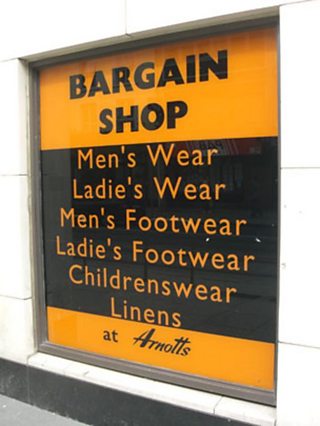 BARGAIN
SHOP
Men's Wear
Ladie's Wear
Men's Footwear
Ladie's Footwear
Childrenswear
Linens
at Arnotts